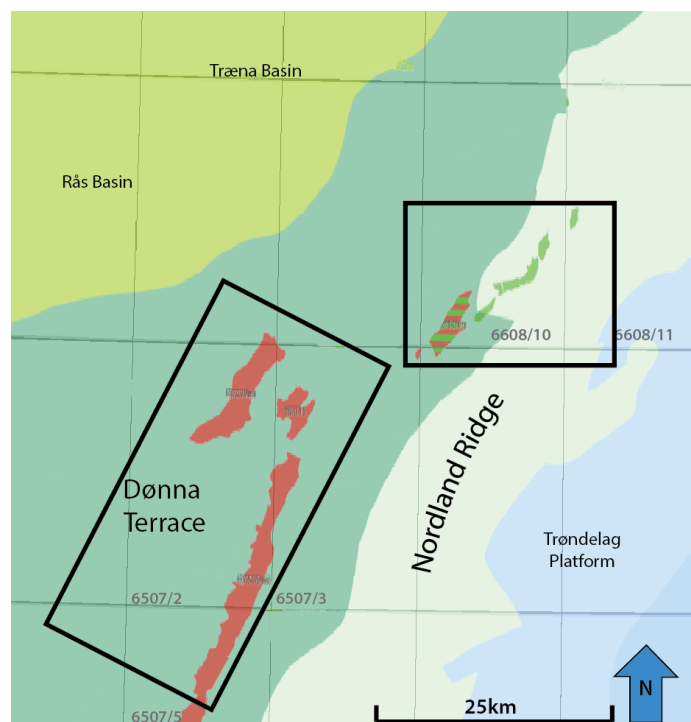 Træna Basin
Rås Basin
6608/10
6608/11
Nordland Ridge
Dønna
Terrace
Trøndelag
Platform
6507/2
6507/3
N
25km
6507/5